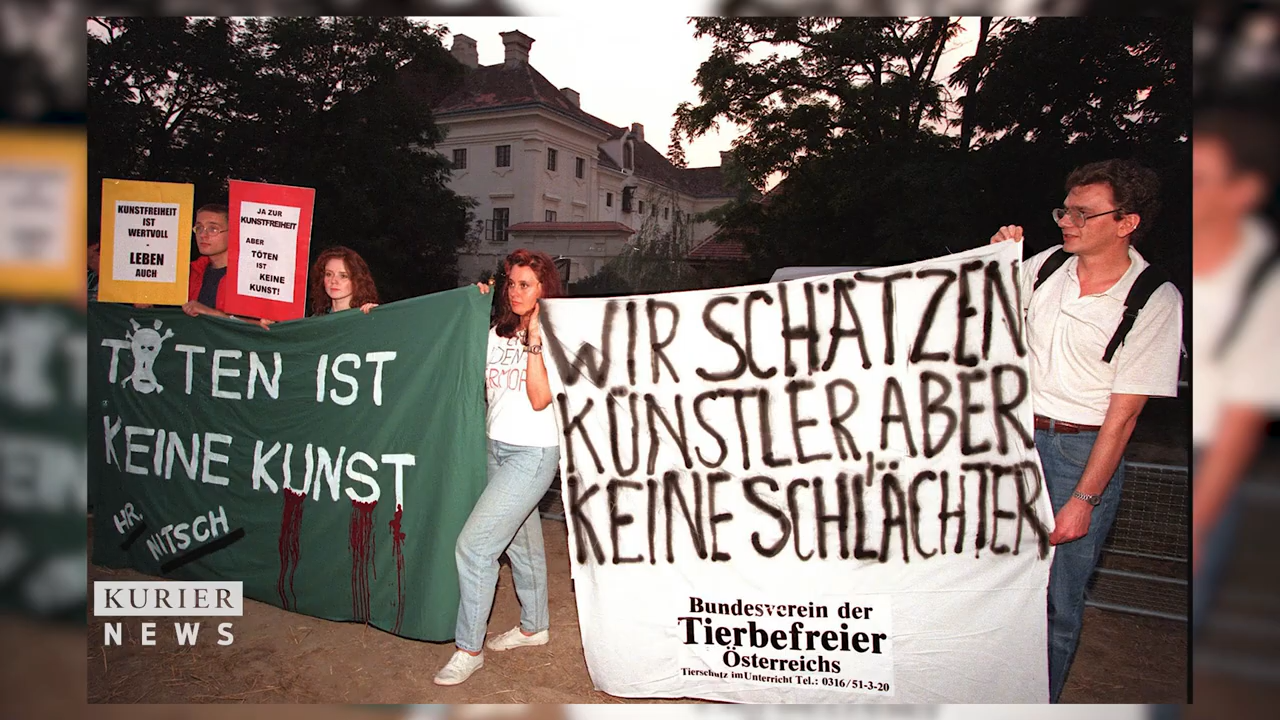 KUNSTFREIHEIT
IST
WERTVOLL
-
LEBEN
AUCH
JA ZUR
KUNSTFREIHEIT
ABER
TÖTEN
IST
KEINE
KUNST!
TÖTEN IST
KEINE KUNST
HR.
NITSCH
WIR SCHÄTZEN
KÜNSTLER, ABER
KEINE SCHLÄCHTER
Bundesverein der
Tierbefreier
Österreichs
Tierschutz im Unterricht Tel.: 0316/51-3-20
KURIER
NEWS